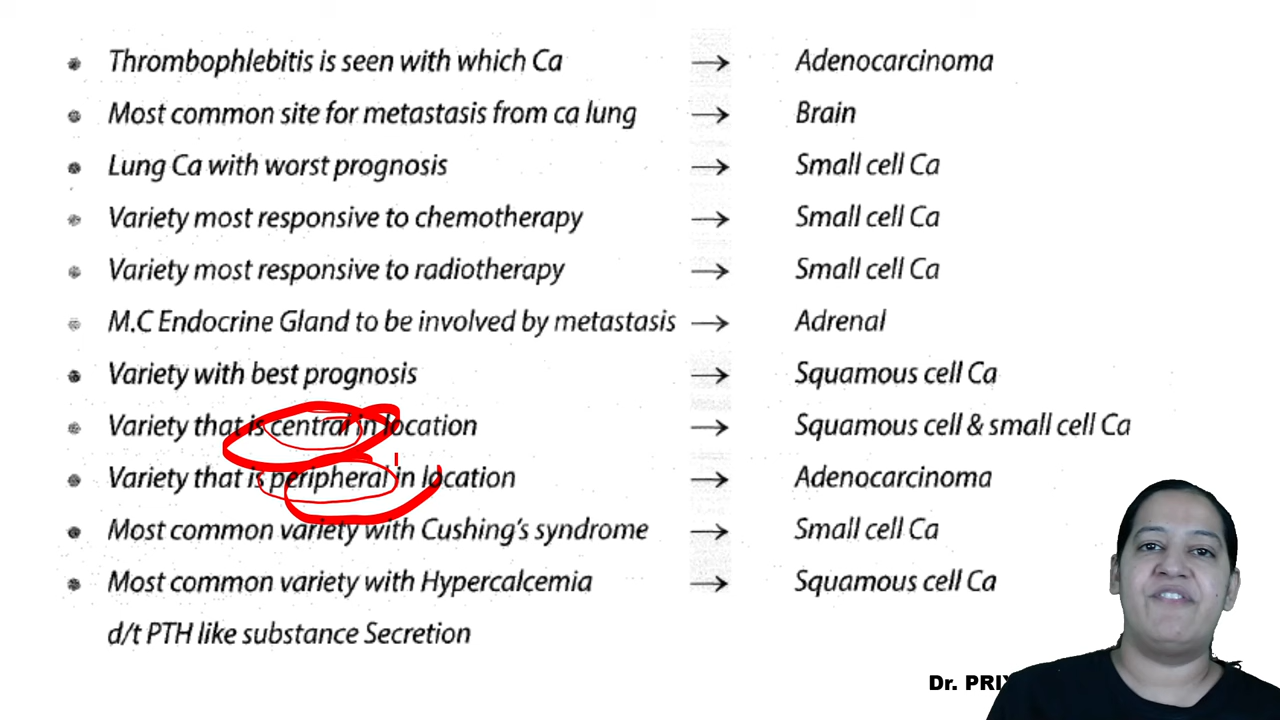 Thrombophlebitis is seen with which Ca → Adenocarcinoma
Most common site for metastasis from ca lung → Brain
Lung Ca with worst prognosis → Small cell Ca
Variety most responsive to chemotherapy → Small cell Ca
Variety most responsive to radiotherapy → Small cell Ca
M.C Endocrine Gland to be involved by metastasis → Adrenal
Variety with best prognosis → Squamous cell Ca
Variety that is central in location → Squamous cell & small cell Ca
Variety that is peripheral in location → Adenocarcinoma
Most common variety with Cushing's syndrome → Small cell Ca
Most common variety with Hypercalcemia → Squamous cell Ca
d/t PTH like substance Secretion
Dr.